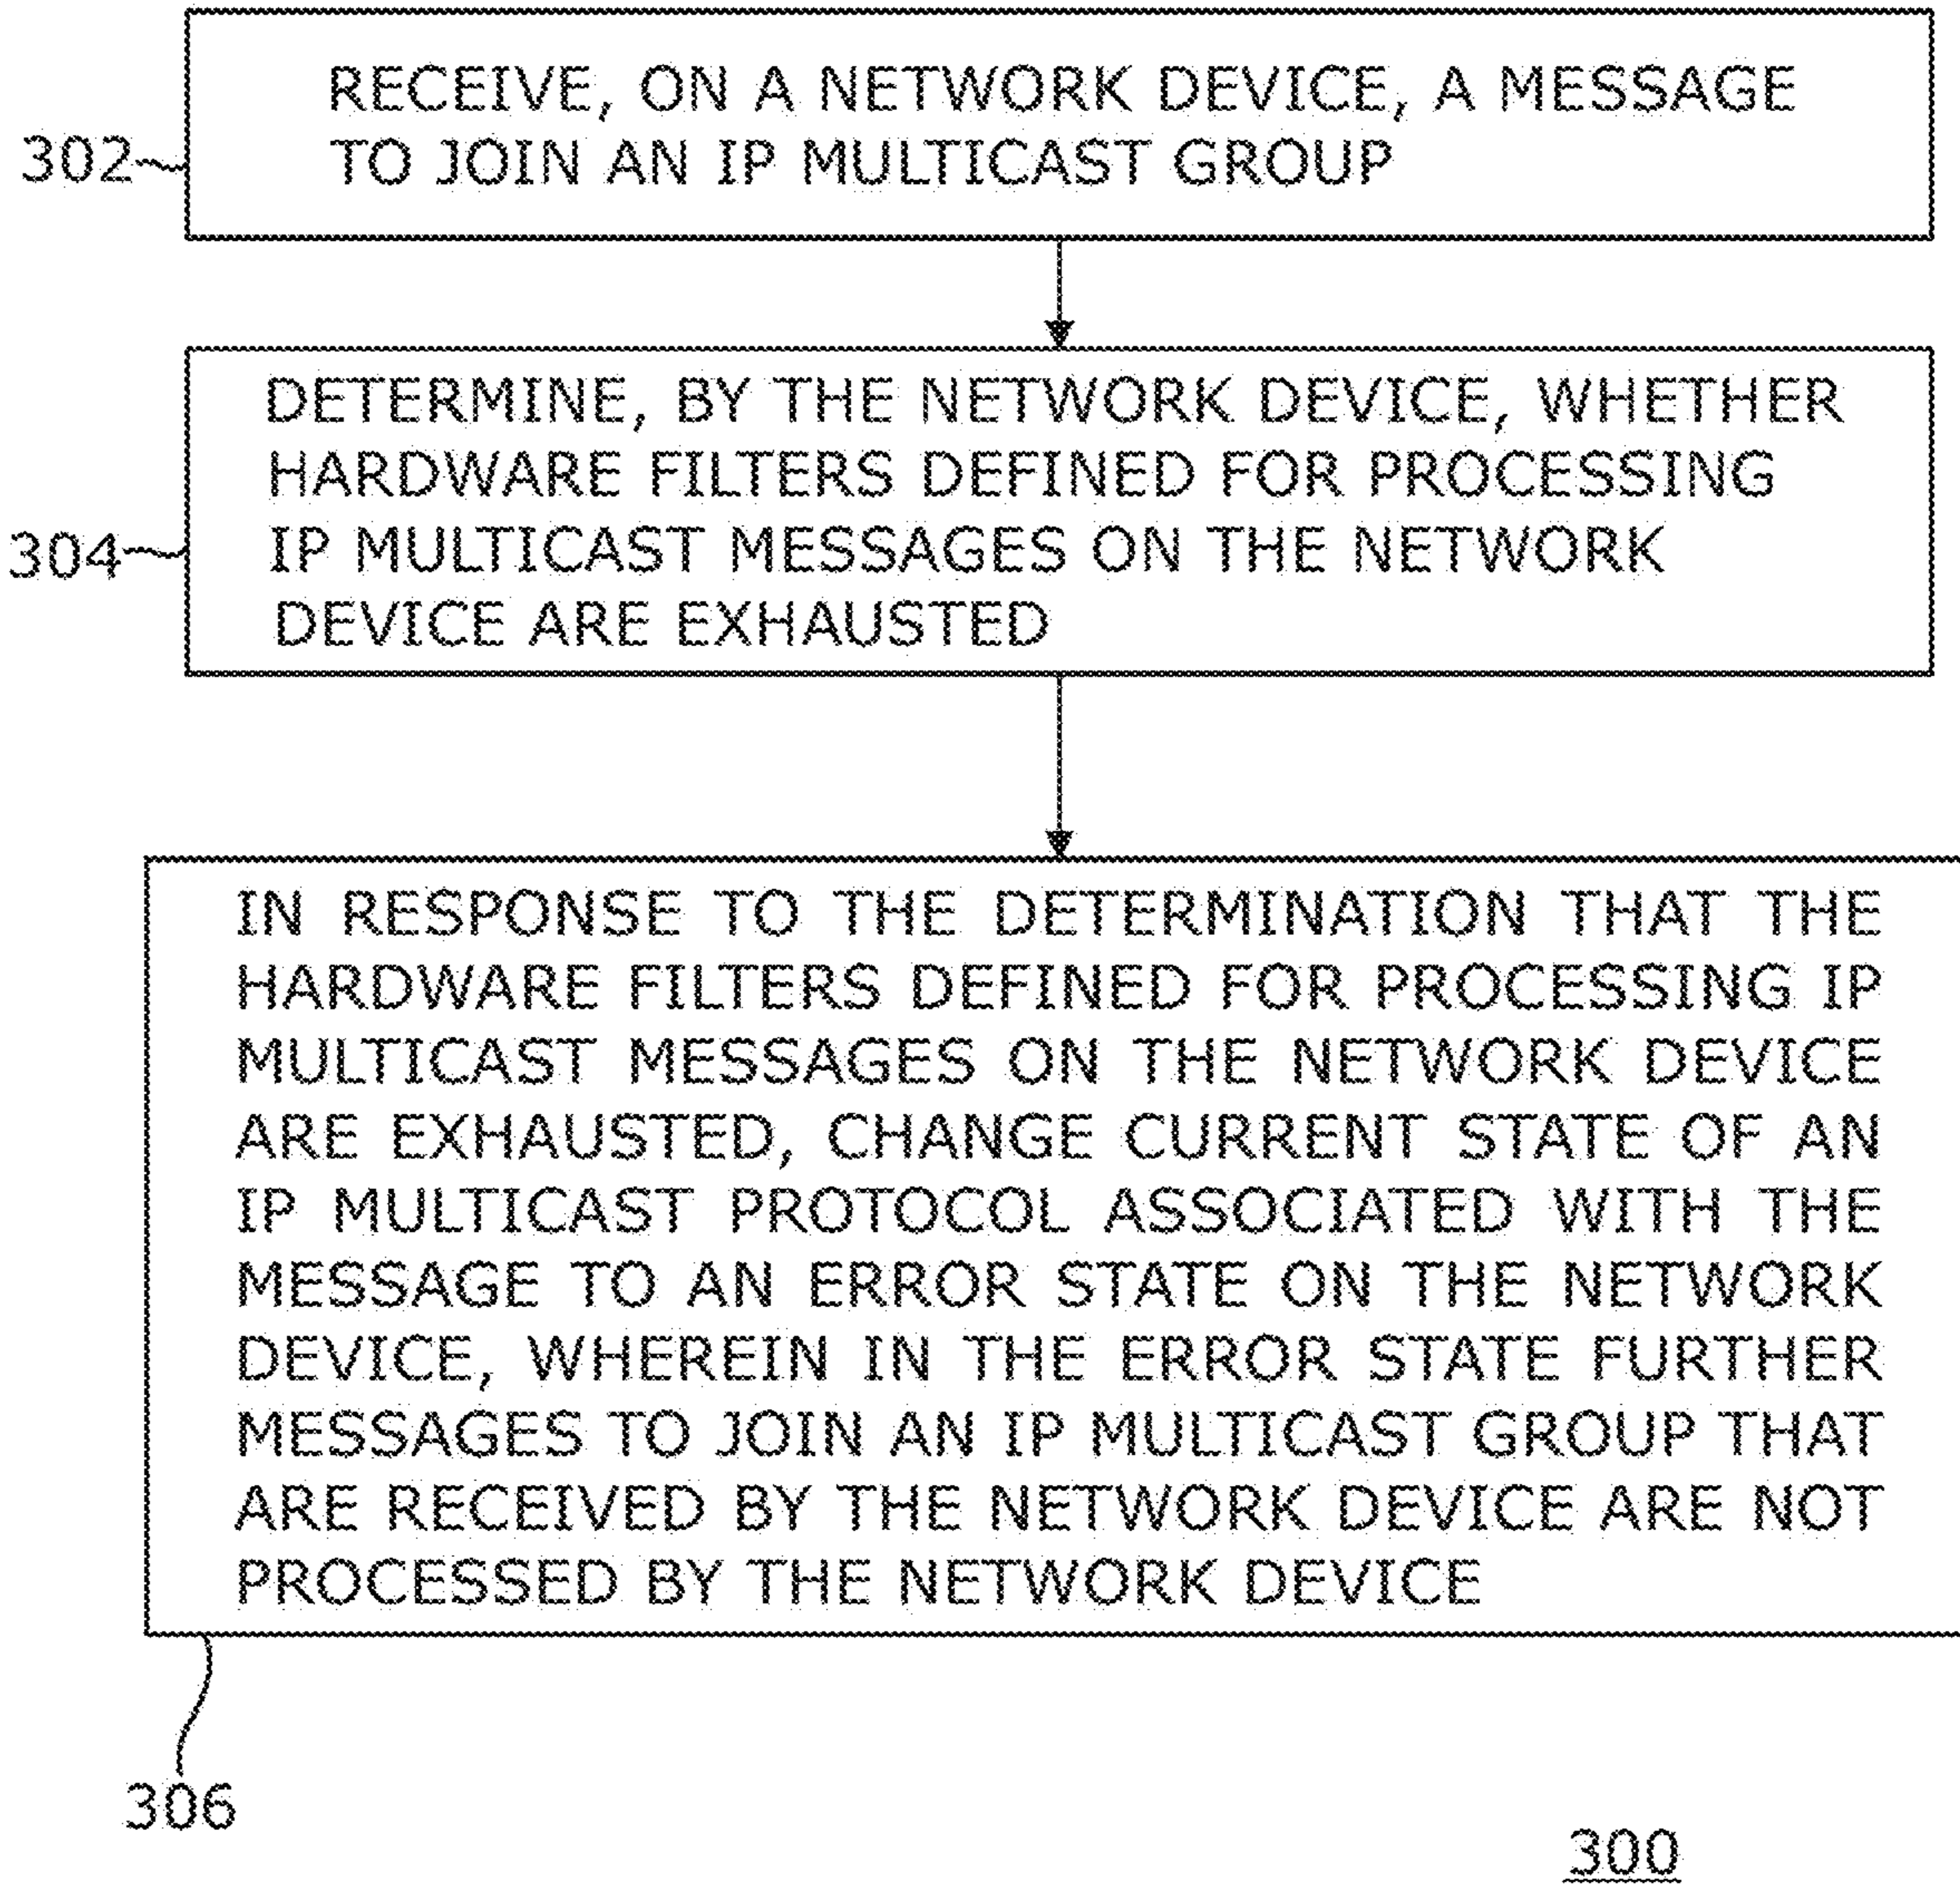 RECEIVE, ON A NETWORK DEVICE, A MESSAGE
TO JOIN AN IP MULTICAST GROUP
302
DETERMINE, BY THE NETWORK DEVICE, WHETHER
HARDWARE FILTERS DEFINED FOR PROCESSING
IP MULTICAST MESSAGES ON THE NETWORK
DEVICE ARE EXHAUSTED
304
IN RESPONSE TO THE DETERMINATION THAT THE
HARDWARE FILTERS DEFINED FOR PROCESSING IP
MULTICAST MESSAGES ON THE NETWORK DEVICE
ARE EXHAUSTED, CHANGE CURRENT STATE OF AN
IP MULTICAST PROTOCOL ASSOCIATED WITH THE
MESSAGE TO AN ERROR STATE ON THE NETWORK
DEVICE, WHEREIN IN THE ERROR STATE FURTHER
MESSAGES TO JOIN AN IP MULTICAST GROUP THAT
ARE RECEIVED BY THE NETWORK DEVICE ARE NOT
PROCESSED BY THE NETWORK DEVICE
306
300